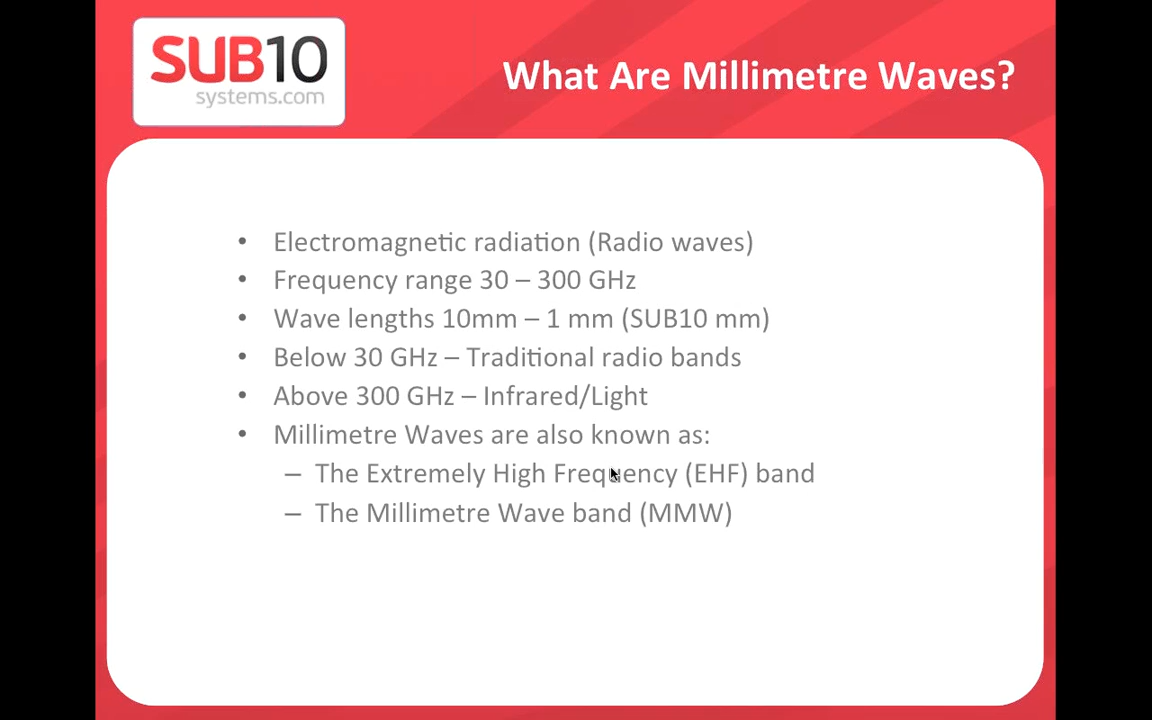 SUB10
systems.com
What Are Millimetre Waves?
• Electromagnetic radiation (Radio waves)
• Frequency range 30 – 300 GHz
• Wave lengths 10mm – 1 mm (SUB10 mm)
• Below 30 GHz – Traditional radio bands
• Above 300 GHz – Infrared/Light
• Millimetre Waves are also known as:
– The Extremely High Frequency (EHF) band
– The Millimetre Wave band (MMW)